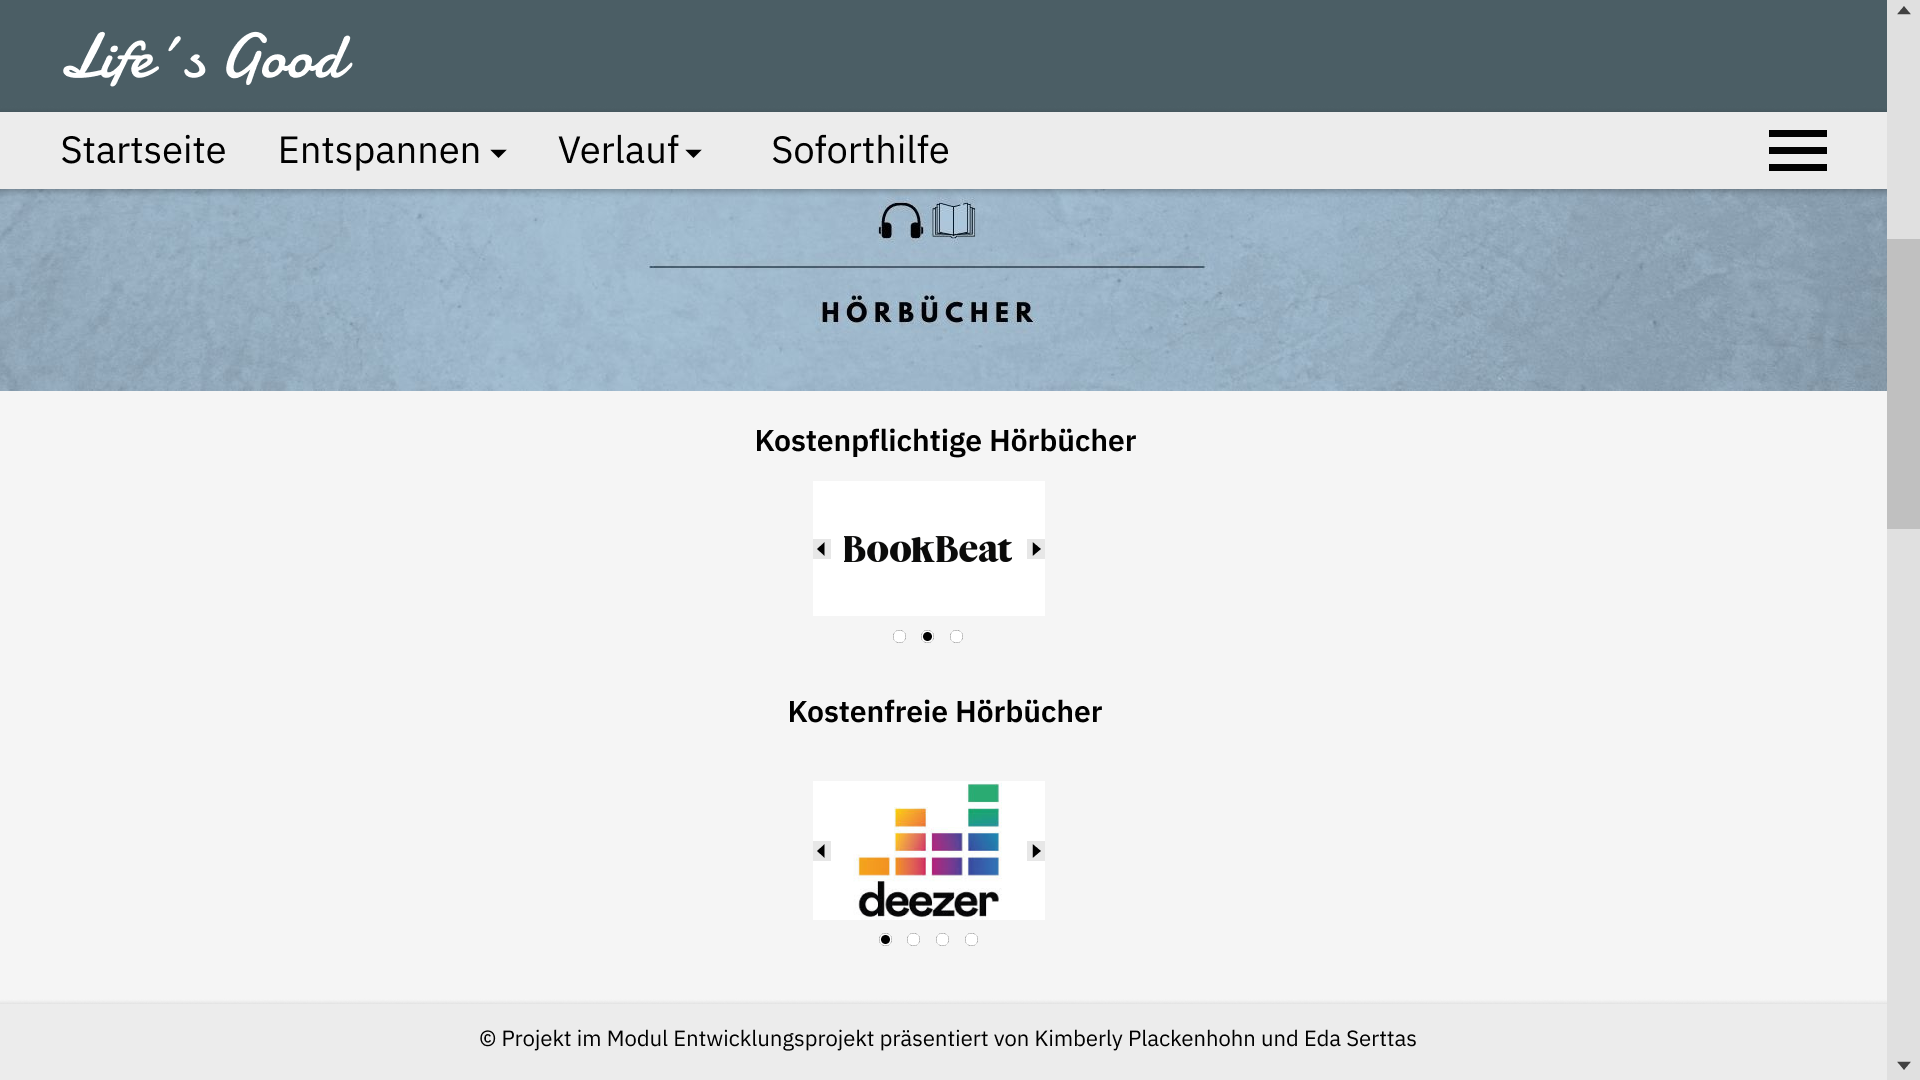 Life´s Good
Startseite Entspannen Verlauf Soforthilfe
HÖRBÜCHER
Kostenpflichtige Hörbücher
BookBeat
Kostenfreie Hörbücher
deezer
© Projekt im Modul Entwicklungsprojekt präsentiert von Kimberly Plackenhohn und Eda Serttas